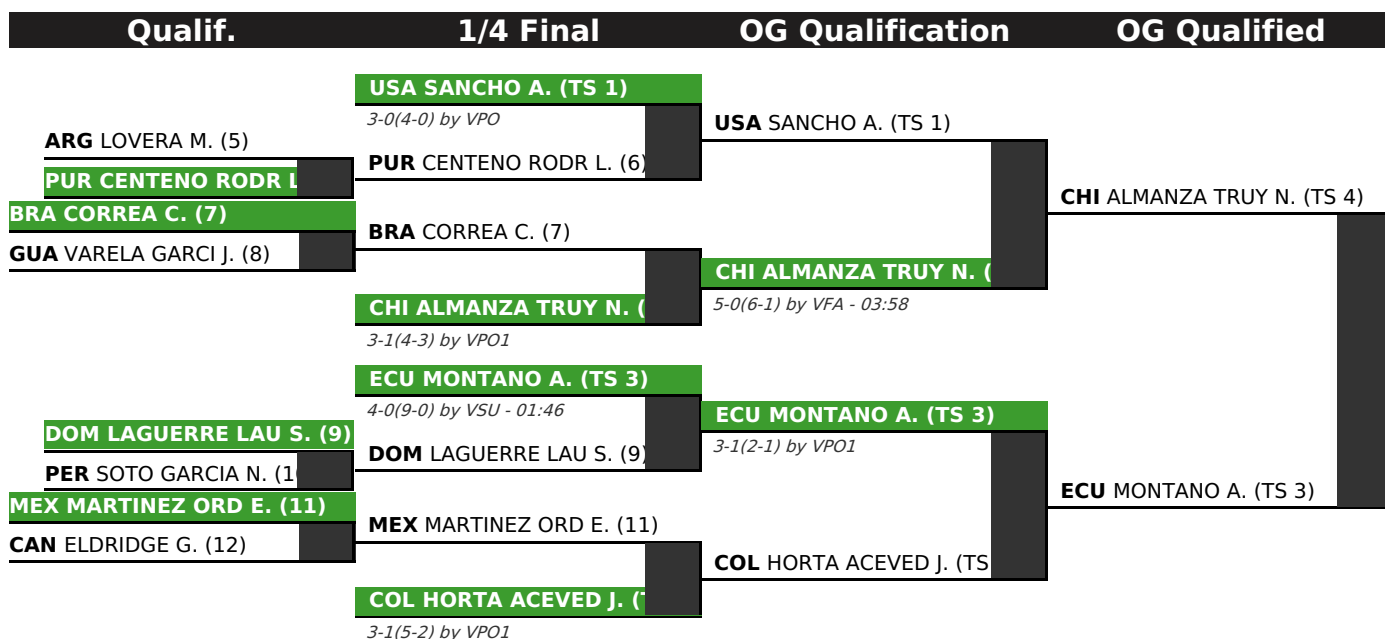 Qualif.
1/4 Final
OG Qualification
OG Qualified
ARG LOVERA M. (5)
PUR CENTENO RODR L
BRA CORREA C. (7)
GUA VARELA GARCI J. (8)
DOM LAGUERRE LAU S. (9)
PER SOTO GARCIA N. (10
MEX MARTINEZ ORD E. (11)
CAN ELDRIDGE G. (12)
USA SANCHO A. (TS 1)
3-0(4-0) by VPO
PUR CENTENO RODR L. (6)
BRA CORREA C. (7)
CHI ALMANZA TRUY N. (
3-1(4-3) by VPO1
ECU MONTANO A. (TS 3)
4-0(9-0) by VSU - 01:46
DOM LAGUERRE LAU S. (9)
MEX MARTINEZ ORD E. (11)
COL HORTA ACEVED J. (T
3-1(5-2) by VPO1
USA SANCHO A. (TS 1)
CHI ALMANZA TRUY N. (
5-0(6-1) by VFA - 03:58
ECU MONTANO A. (TS 3)
3-1(2-1) by VPO1
COL HORTA ACEVED J. (TS
CHI ALMANZA TRUY N. (TS 4)
ECU MONTANO A. (TS 3)